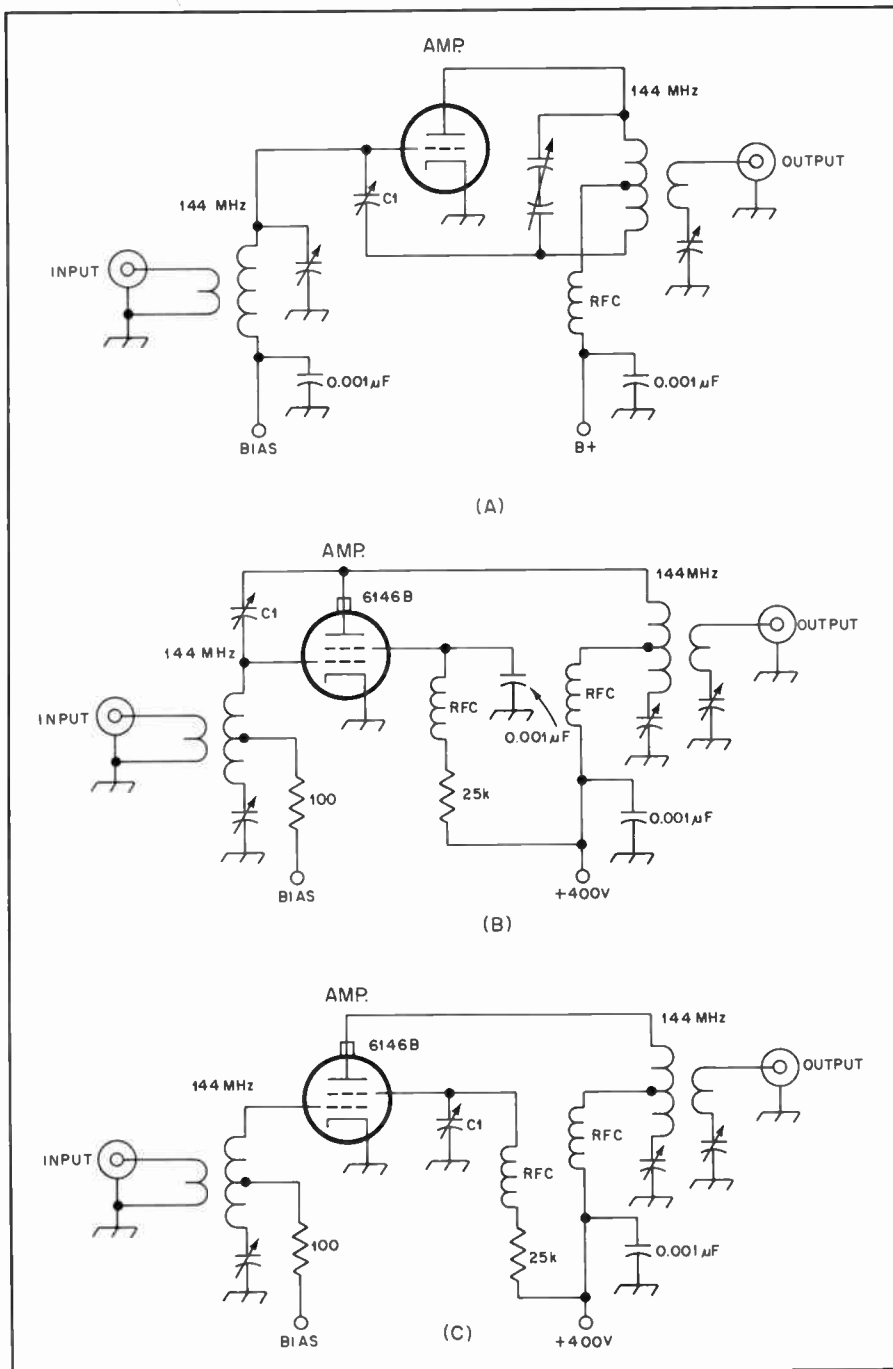 AMP.
144 MHz
C1
144 MHz
INPUT
OUTPUT
RFC
0.001µF
0.001µF
BIAS
B+
(A)
AMP.
6146B
144MHz
C1
144 MHz
OUTPUT
INPUT
RFC
RFC
0.001µF
100
25k
0.001µF
BIAS
+400V
(B)
AMP.
6146B
144 MHz
144 MHz
OUTPUT
C1
INPUT
RFC
RFC
100
25k
0.001µF
BIAS
+400V
(C)